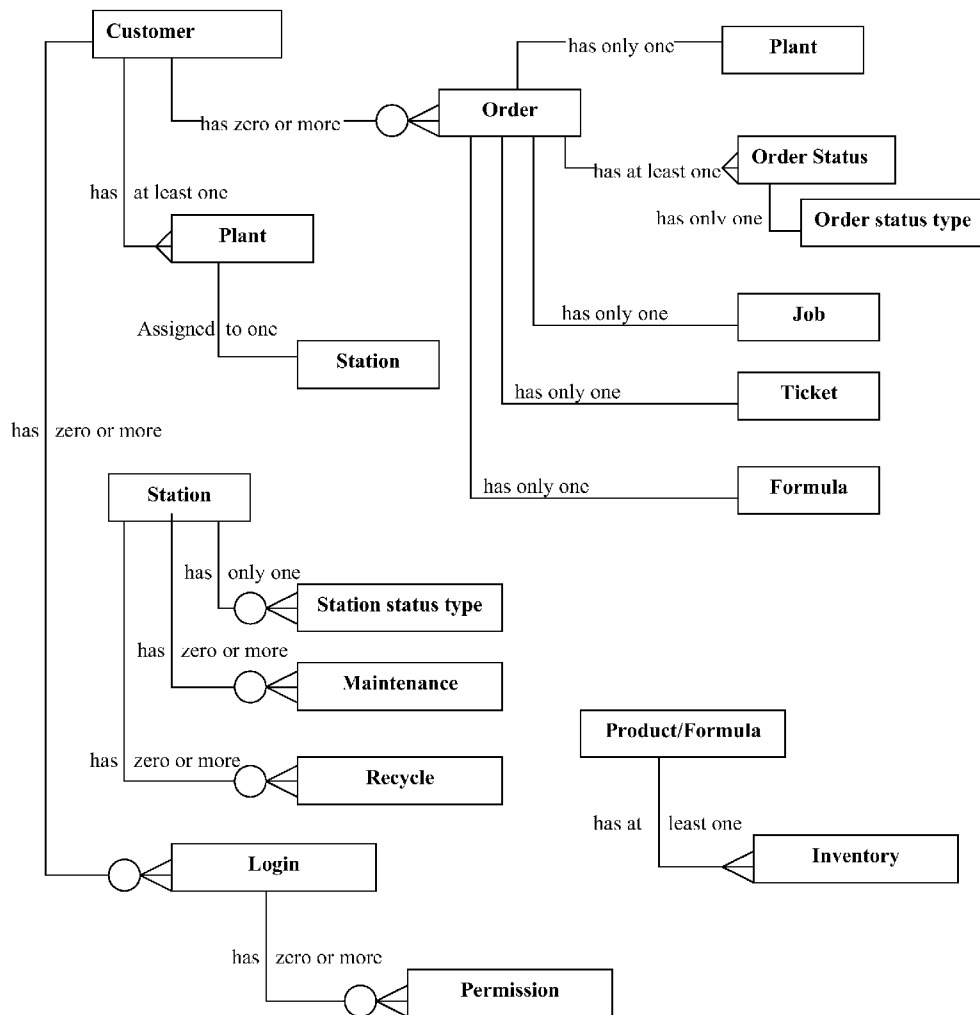 Customer
has only one
Plant
has zero or more
Order
has at least one
Order Status
has only one
Order status type
has at least one
Plant
Assigned to one
Station
has only one
Job
has only one
Ticket
has only one
Formula
has zero or more
Station
has only one
Station status type
has zero or more
Maintenance
has zero or more
Recycle
Product/Formula
has at least one
Inventory
Login
has zero or more
Permission